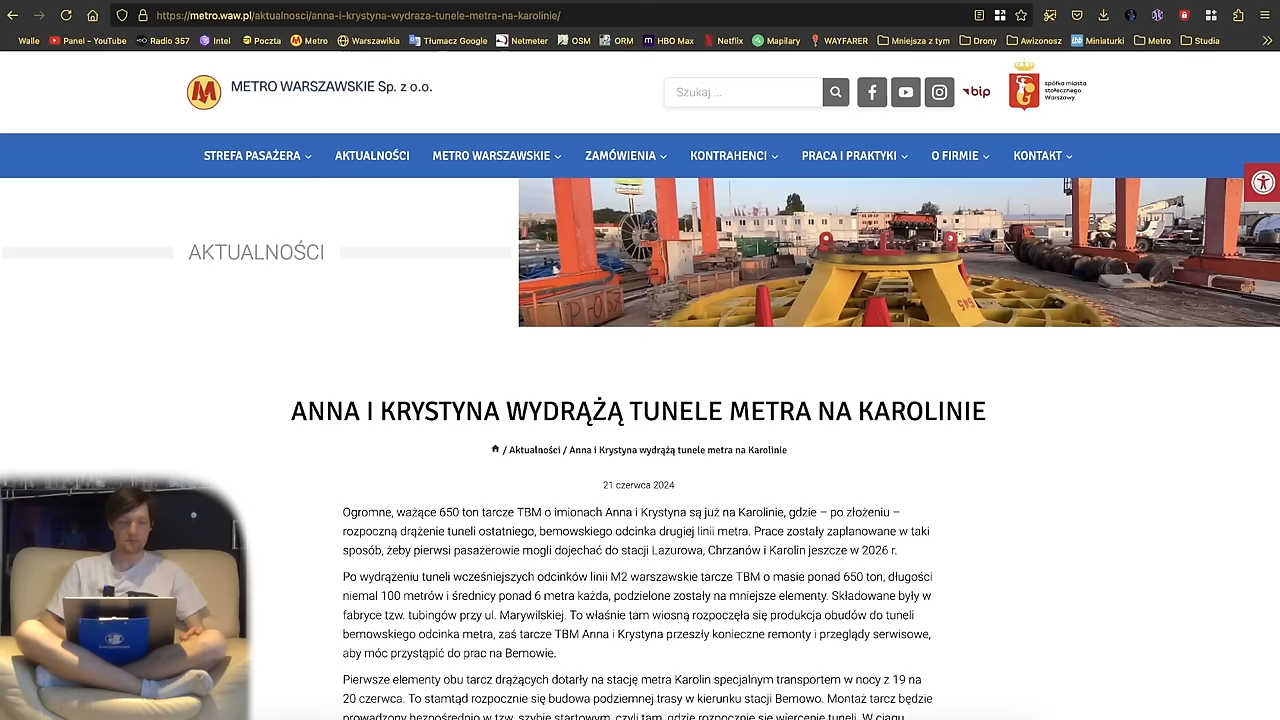 https://metro.waw.pl/aktualnosci/anna-i-krystyna-wydraza-tunele-metra-na-karolinie/
Walle Panel - YouTube Radio 357 Intel Poczta Metro Warszawikia Tłumacz Google Netmeter OSM ORM HBO Max Netflix Mapilary WAYFARER Mniejsza z tym Drony Awizonosz Miniaturki Metro Studia
METRO WARSZAWSKIE Sp. z o.o.
Szukaj ...
bip
spółka miasta
stołecznego
Warszawy
STREFA PASAŻERA AKTUALNOŚCI METRO WARSZAWSKIE ZAMÓWIENIA KONTRAHENCI PRACA I PRAKTYKI O FIRMIE KONTAKT
AKTUALNOŚCI
ANNA I KRYSTYNA WYDRĄŻĄ TUNELE METRA NA KAROLINIE
/ Aktualności / Anna i Krystyna wydrążą tunele metra na Karolinie
21 czerwca 2024
Ogromne, ważące 650 ton tarcze TBM o imionach Anna i Krystyna są już na Karolinie, gdzie – po złożeniu –
rozpoczną drążenie tuneli ostatniego, bemowskiego odcinka drugiej linii metra. Prace zostały zaplanowane w taki
sposób, żeby pierwsi pasażerowie mogli dojechać do stacji Lazurowa, Chrzanów i Karolin jeszcze w 2026 r.
Po wydrążeniu tuneli wcześniejszych odcinków linii M2 warszawskie tarcze TBM o masie ponad 650 ton, długości
niemal 100 metrów i średnicy ponad 6 metra każda, podzielone zostały na mniejsze elementy. Składowane były w
fabryce tzw. tubingów przy ul. Marywilskiej. To właśnie tam wiosną rozpoczęła się produkcja obudów do tuneli
bemowskiego odcinka metra, zaś tarcze TBM Anna i Krystyna przeszły konieczne remonty i przeglądy serwisowe,
aby móc przystąpić do prac na Bemowie.
Pierwsze elementy obu tarcz drążących dotarły na stację metra Karolin specjalnym transportem w nocy z 19 na
20 czerwca. To stamtąd rozpocznie się budowa podziemnej trasy w kierunku stacji Bemowo. Montaż tarcz będzie
prowadzony bezpośrednio w tzw. szybie startowym, czyli tam, gdzie rozpocznie się wiercenie tuneli. W ciągu